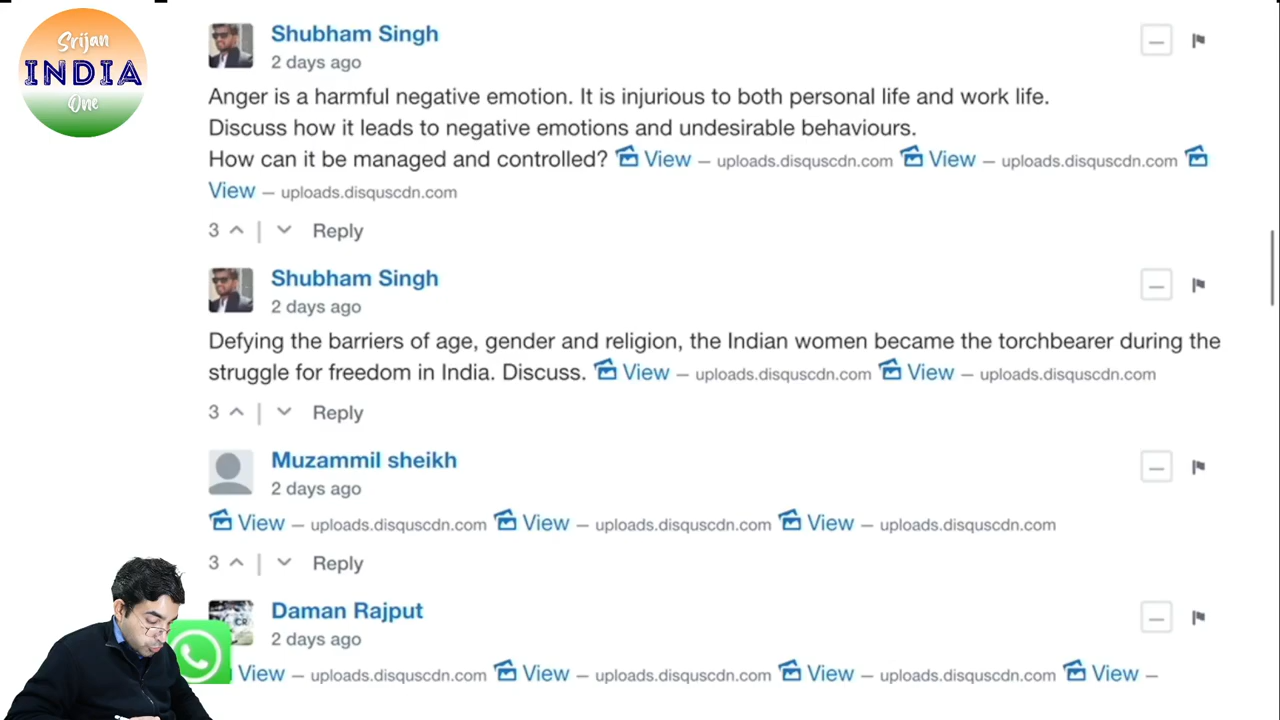 Srijan
INDIA
One
Shubham Singh
2 days ago
Anger is a harmful negative emotion. It is injurious to both personal life and work life.
Discuss how it leads to negative emotions and undesirable behaviours.
How can it be managed and controlled? View — uploads.disquscdn.com View — uploads.disquscdn.com
View — uploads.disquscdn.com
3 | Reply
Shubham Singh
2 days ago
Defying the barriers of age, gender and religion, the Indian women became the torchbearer during the
struggle for freedom in India. Discuss. View — uploads.disquscdn.com View — uploads.disquscdn.com
3 | Reply
Muzammil sheikh
2 days ago
View — uploads.disquscdn.com View — uploads.disquscdn.com View — uploads.disquscdn.com
3 | Reply
Daman Rajput
2 days ago
View — uploads.disquscdn.com View — uploads.disquscdn.com View — uploads.disquscdn.com View —